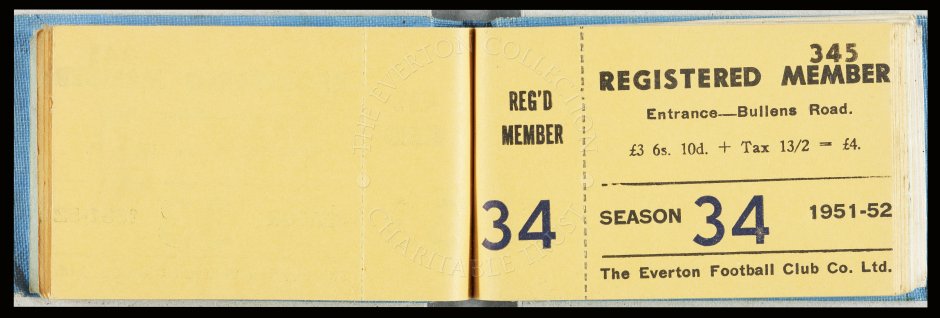 REG'D
MEMBER
34
345
REGISTERED MEMBER
Entrance—Bullens Road.
£3 6s. 10d. + Tax 13/2 = £4.
SEASON 34 1951-52
The Everton Football Club Co. Ltd.
THE EVERTON COLLECTION
CHARITABLE TRUST